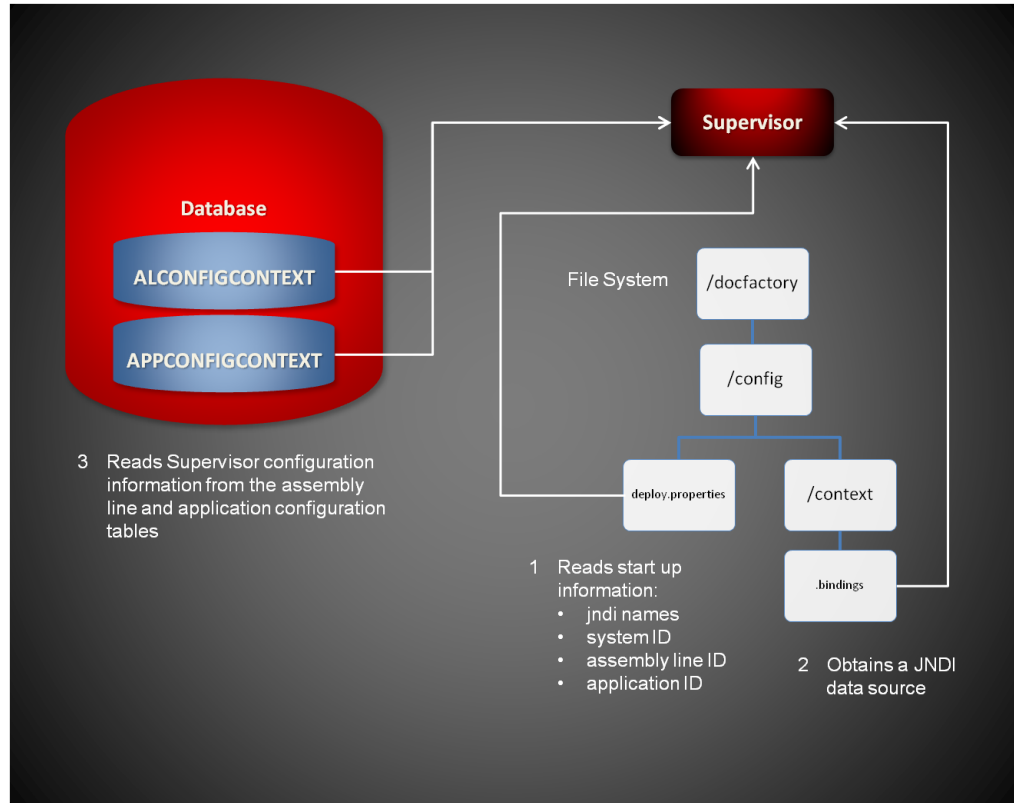 Supervisor
Database
ALCONFIGCONTEXT
APPCONFIGCONTEXT
File System
/docfactory
/config
deploy.properties
/context
.bindings
3 Reads Supervisor configuration
information from the assembly
line and application configuration
tables
1 Reads start up
information:
• jndi names
• system ID
• assembly line ID
• application ID
2 Obtains a JNDI
data source